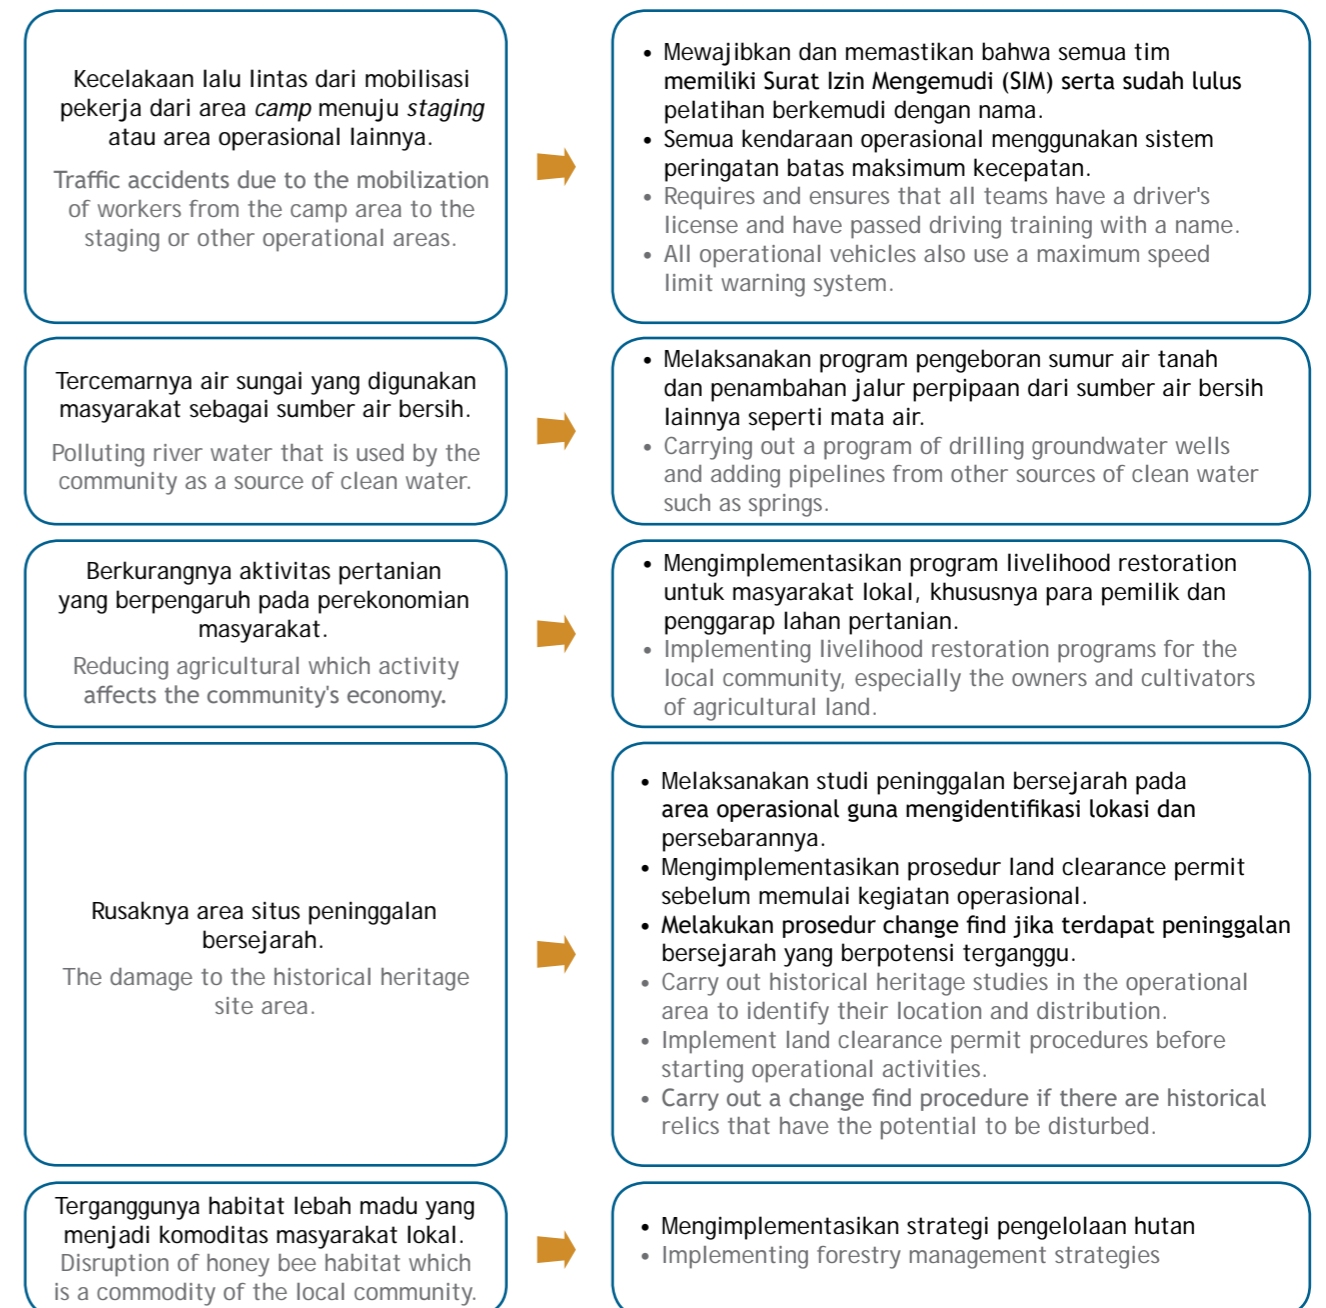 Kecelakaan lalu lintas dari mobilisasi
pekerja dari area camp menuju staging
atau area operasional lainnya.
Traffic accidents due to the mobilization
of workers from the camp area to the
staging or other operational areas.
• Mewajibkan dan memastikan bahwa semua tim
memiliki Surat Izin Mengemudi (SIM) serta sudah lulus
pelatihan berkemudi dengan nama.
• Semua kendaraan operasional menggunakan sistem
peringatan batas maksimum kecepatan.
• Requires and ensures that all teams have a driver's
license and have passed driving training with a name.
• All operational vehicles also use a maximum speed
limit warning system.
Tercemarnya air sungai yang digunakan
masyarakat sebagai sumber air bersih.
Polluting river water that is used by the
community as a source of clean water.
• Melaksanakan program pengeboran sumur air tanah
dan penambahan jalur perpipaan dari sumber air bersih
lainnya seperti mata air.
• Carrying out a program of drilling groundwater wells
and adding pipelines from other sources of clean water
such as springs.
Berkurangnya aktivitas pertanian
yang berpengaruh pada perekonomian
masyarakat.
Reducing agricultural which activity
affects the community's economy.
• Mengimplementasikan program livelihood restoration
untuk masyarakat lokal, khususnya para pemilik dan
penggarap lahan pertanian.
• Implementing livelihood restoration programs for the
local community, especially the owners and cultivators
of agricultural land.
Rusaknya area situs peninggalan
bersejarah.
The damage to the historical heritage
site area.
• Melaksanakan studi peninggalan bersejarah pada
area operasional guna mengidentifikasi lokasi dan
persebarannya.
• Mengimplementasikan prosedur land clearance permit
sebelum memulai kegiatan operasional.
• Melakukan prosedur change find jika terdapat peninggalan
bersejarah yang berpotensi terganggu.
• Carry out historical heritage studies in the operational
area to identify their location and distribution.
• Implement land clearance permit procedures before
starting operational activities.
• Carry out a change find procedure if there are historical
relics that have the potential to be disturbed.
Terganggunya habitat lebah madu yang
menjadi komoditas masyarakat lokal.
Disruption of honey bee habitat which
is a commodity of the local community.
• Mengimplementasikan strategi pengelolaan hutan
• Implementing forestry management strategies